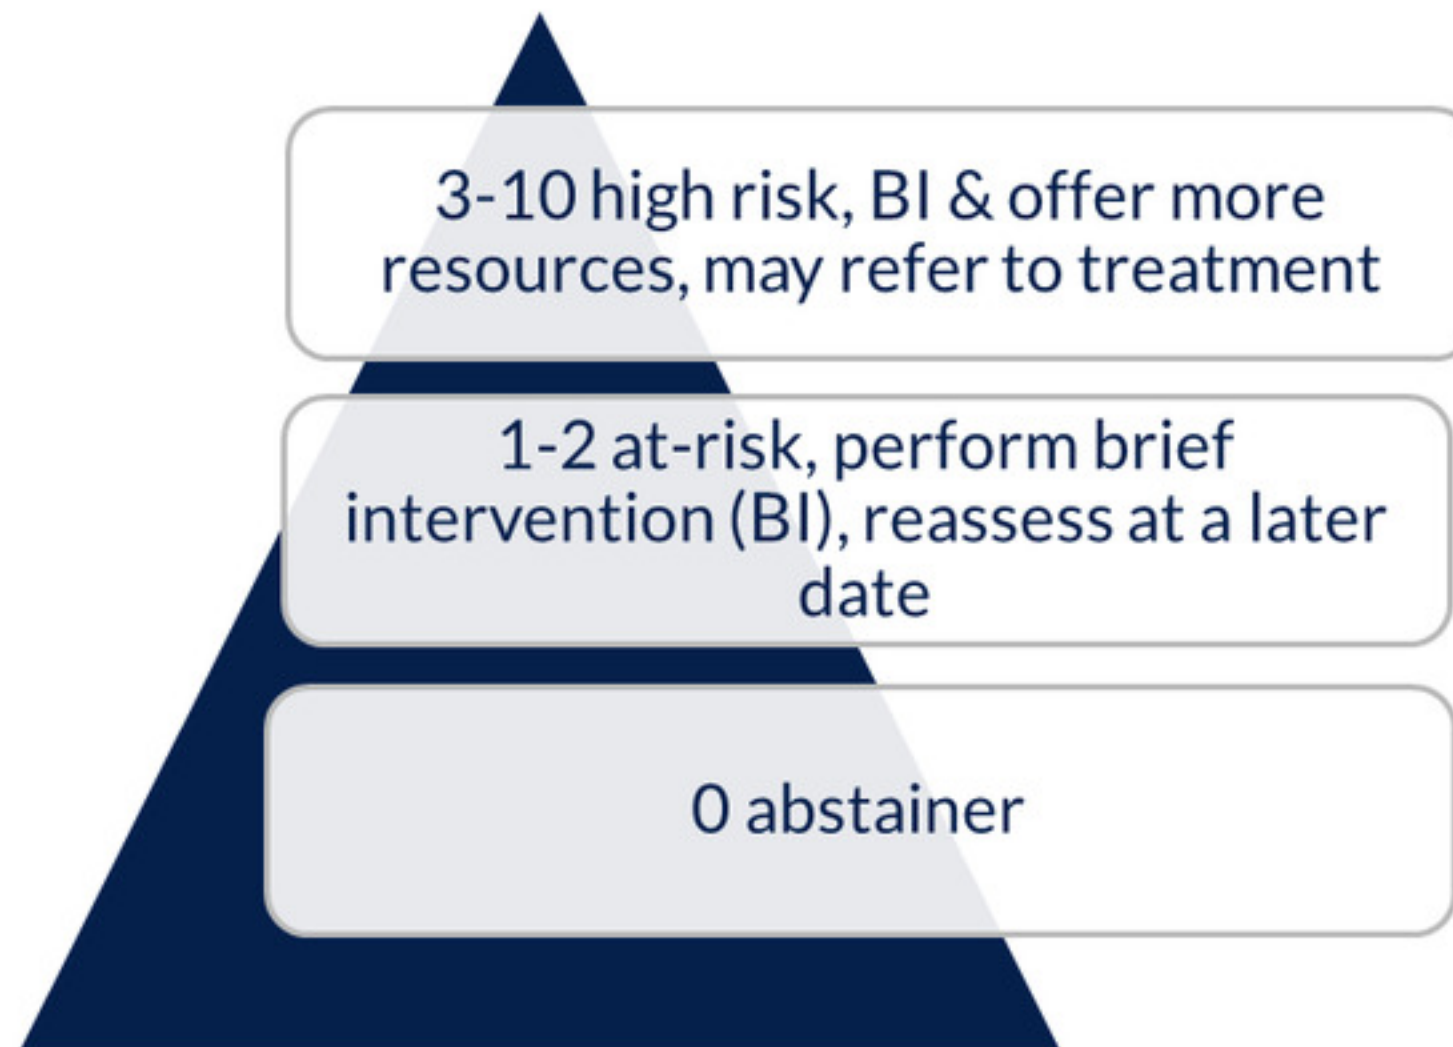 3-10 high risk, BI & offer more
resources, may refer to treatment
1-2 at-risk, perform brief
intervention (BI), reassess at a later
date
0 abstainer